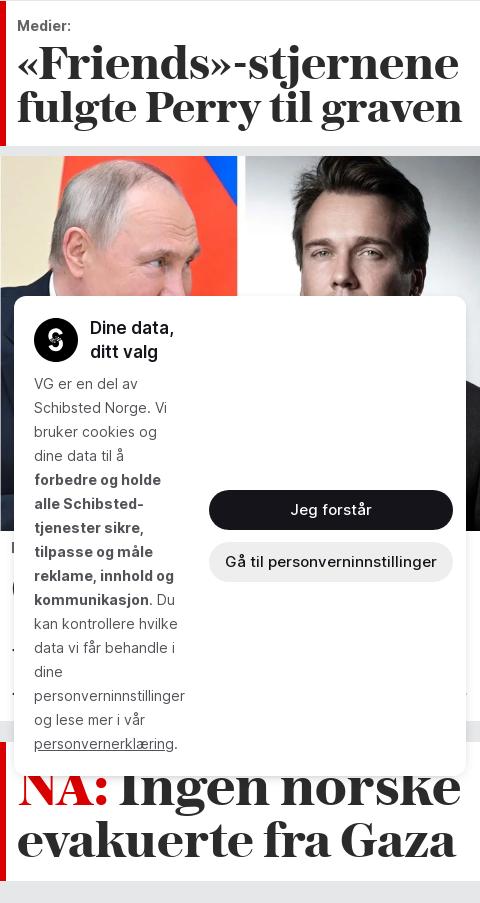 Medier:
«Friends»-stjernene
fulgte Perry til graven
Dine data,
ditt valg
VG er en del av
Schibsted Norge. Vi
bruker cookies og
dine data til å
forbedre og holde
alle Schibsted-
tjenester sikre,
tilpasse og måle
reklame, innhold og
kommunikasjon. Du
kan kontrollere hvilke
data vi får behandle i
dine
personverninnstillinger
og lese mer i vår
personvernerklæring.
Jeg forstår
Gå til personverninnstillinger
NÅ: Ingen norske
evakuerte fra Gaza